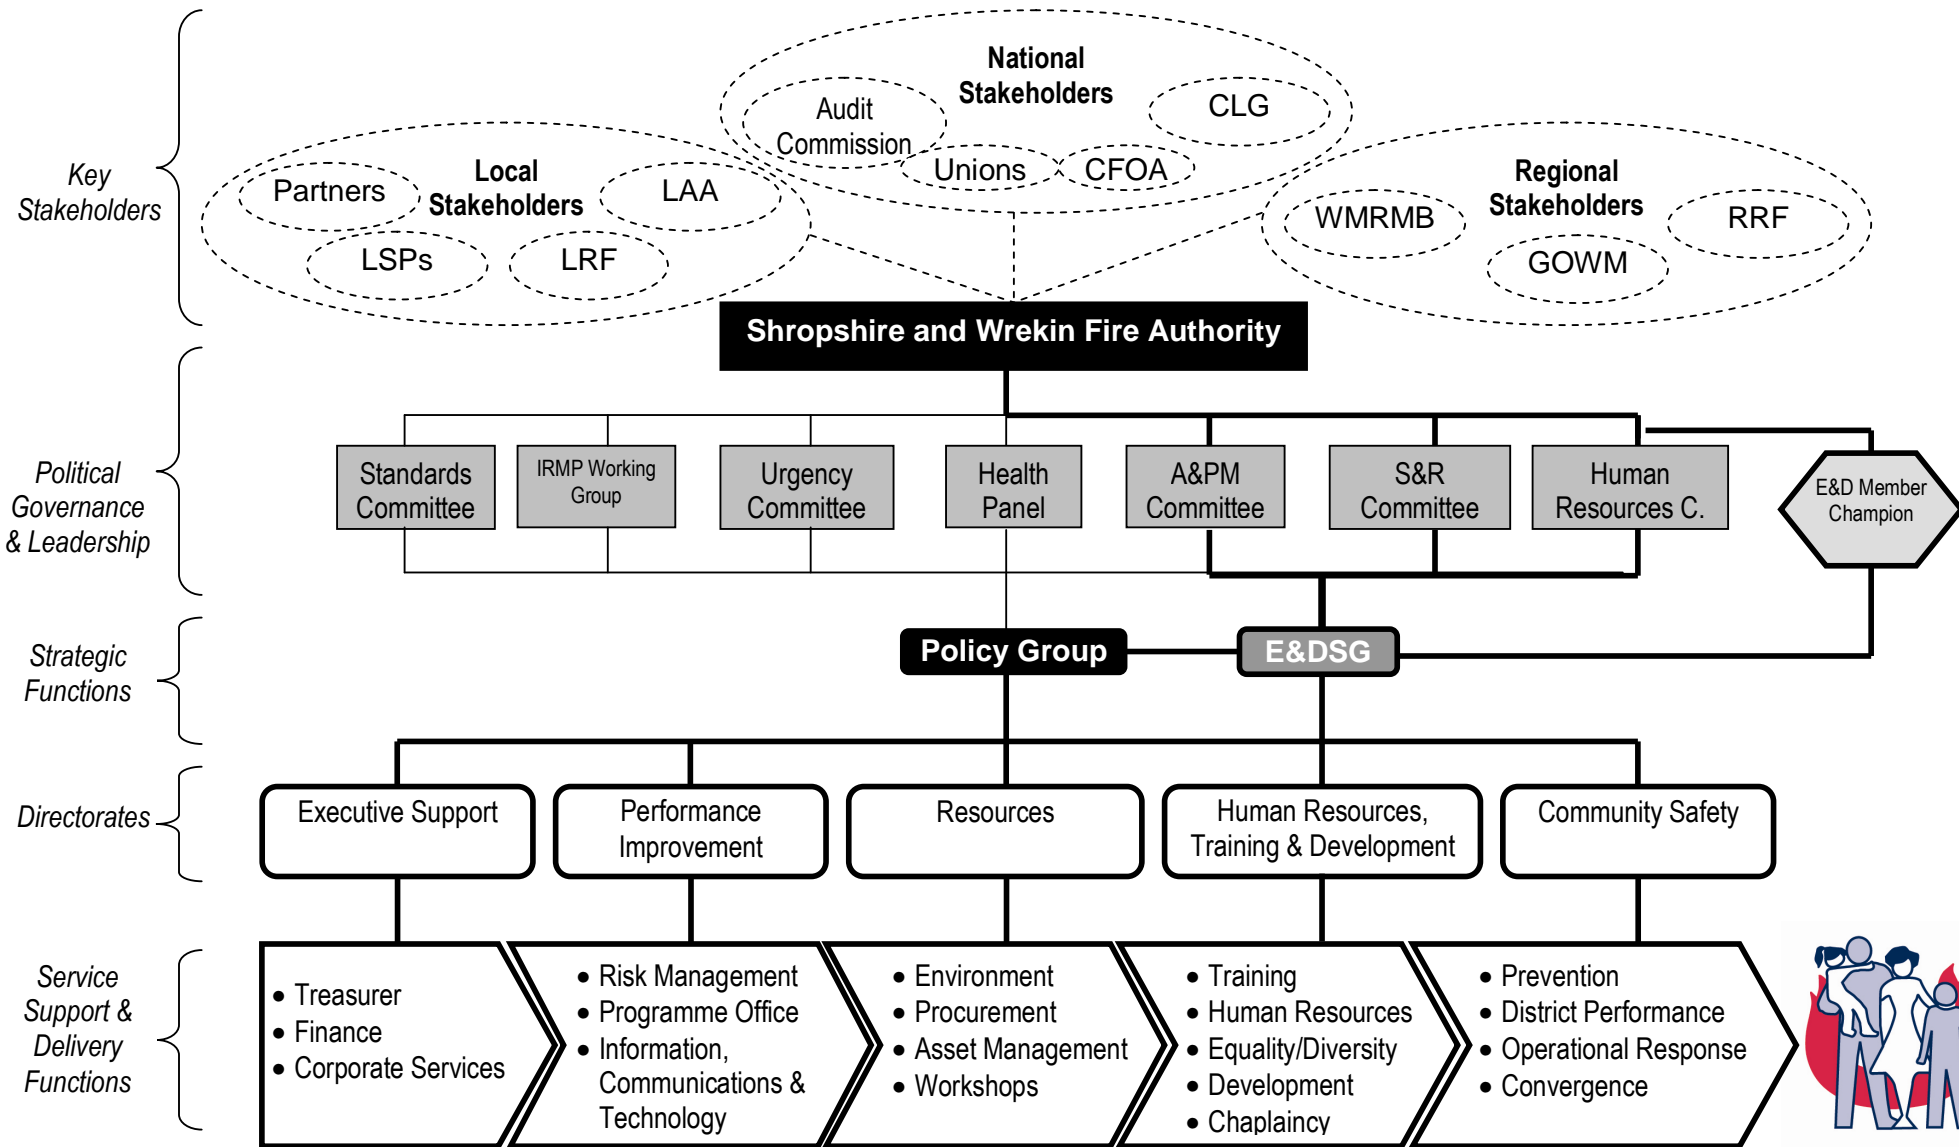 Key
Stakeholders
National
Stakeholders
Audit
Commission
CLG
Unions
CFOA
Local
Stakeholders
Partners
LAA
LSPs
LRF
Regional
Stakeholders
WMRMB
RRF
GOWM
Shropshire and Wrekin Fire Authority
Political
Governance
& Leadership
Standards
Committee
IRMP Working
Group
Urgency
Committee
Health
Panel
A&PM
Committee
S&R
Committee
Human
Resources C.
E&D Member
Champion
Strategic
Functions
Policy Group
E&DSG
Directorates
Executive Support
Performance
Improvement
Resources
Human Resources,
Training & Development
Community Safety
Service
Support &
Delivery
Functions
• Treasurer
• Finance
• Corporate Services
• Risk Management
• Programme Office
• Information,
Communications &
Technology
• Environment
• Procurement
• Asset Management
• Workshops
• Training
• Human Resources
• Equality/Diversity
• Development
• Chaplaincy
• Prevention
• District Performance
• Operational Response
• Convergence